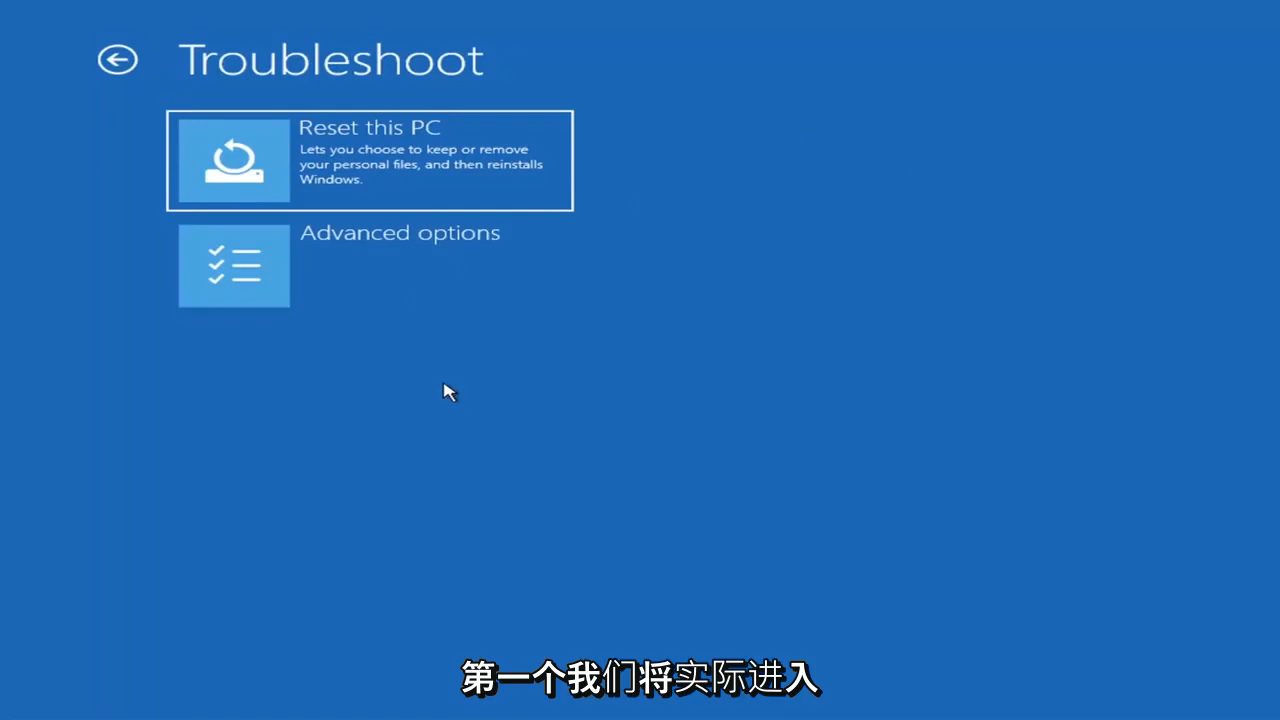 Troubleshoot
Reset this PC
Lets you choose to keep or remove
your personal files, and then reinstalls
Windows.
Advanced options
第一个我们将实际进入